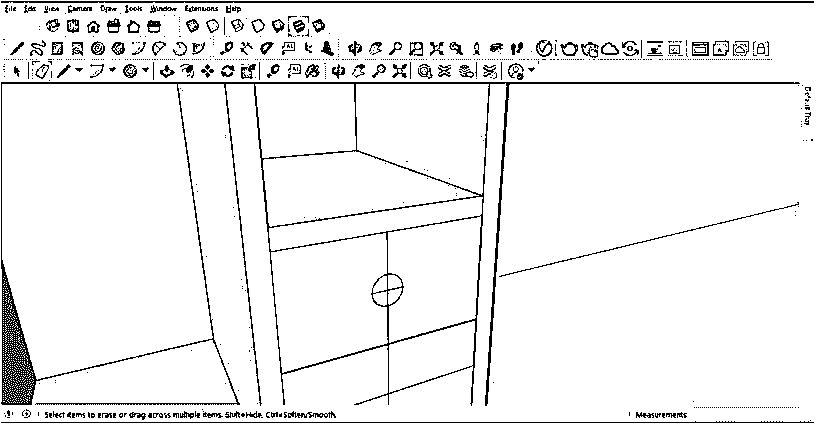 File Edit View Camera Draw Tools Window Extensions Help
Default Tray
Select items to erase or drag across multiple items. Shift=Hide, Ctrl=Soften/Smooth.
Measurements